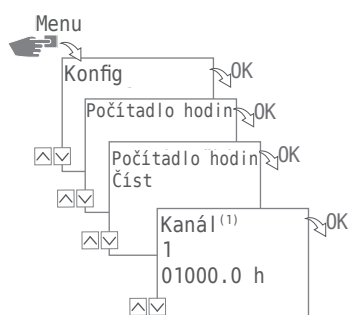 Menu
Konfig
OK
Počítadlo hodin
OK
Počítadlo hodin
OK
Číst
Kanál(1)
OK
1
01000.0 h